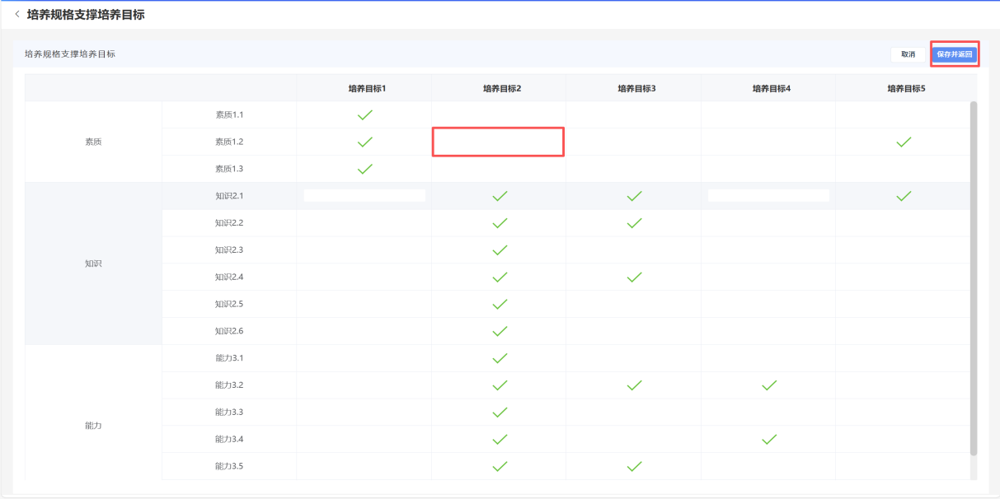 培养规格支撑培养目标
培养规格支撑培养目标 取消 保存并返回
培养目标1 培养目标2 培养目标3 培养目标4 培养目标5
素质1.1
素质 素质1.2
素质1.3
知识2.1
知识2.2
知识2.3
知识
知识2.4
知识2.5
知识2.6
能力3.1
能力3.2
能力3.3
能力
能力3.4
能力3.5